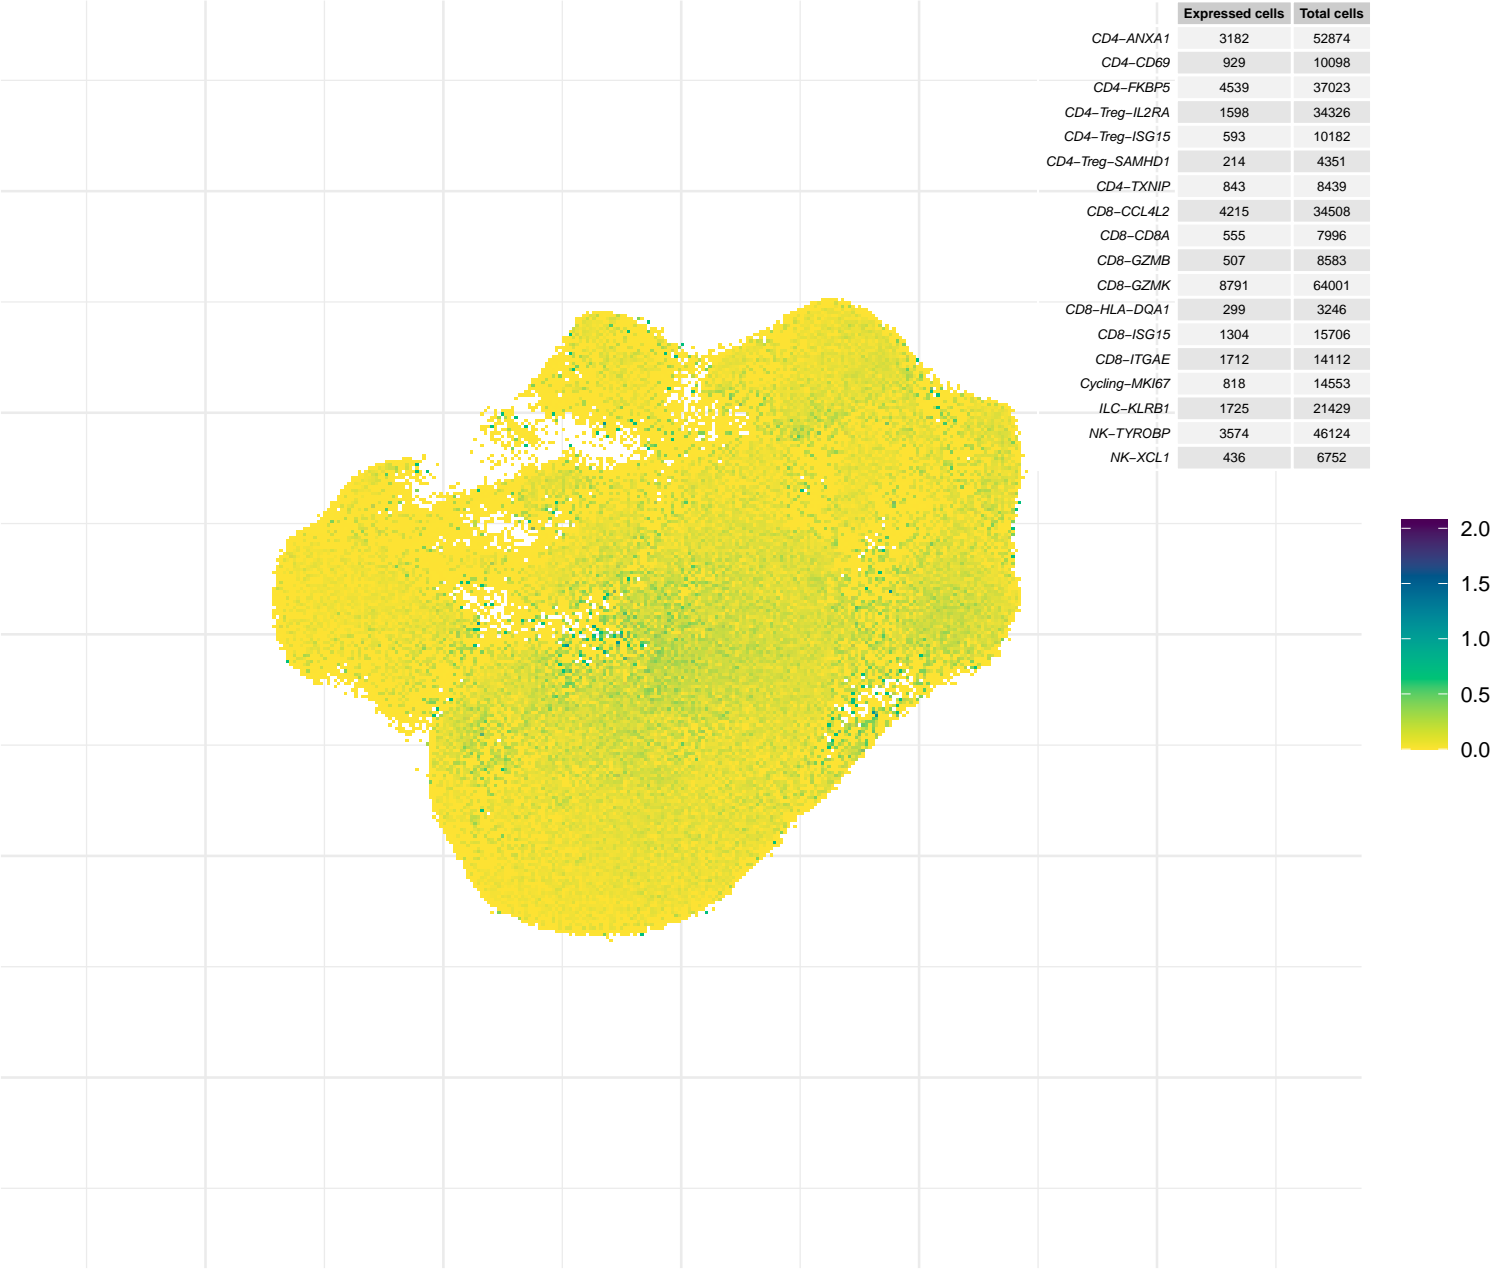 Expressed cells Total cells
CD4−ANXA1 3182 52874
CD4−CD69 929 10098
CD4−FKBP5 4539 37023
CD4−Treg−IL2RA 1598 34326
CD4−Treg−ISG15 593 10182
CD4−Treg−SAMHD1 214 4351
CD4−TXNIP 843 8439
CD8−CCL4L2 4215 34508
CD8−CD8A 555 7996
CD8−GZMB 507 8583
CD8−GZMK 8791 64001
CD8−HLA−DQA1 299 3246
CD8−ISG15 1304 15706
CD8−ITGAE 1712 14112
Cycling−MKI67 818 14553
ILC−KLRB1 1725 21429
NK−TYROBP 3574 46124
NK−XCL1 436 6752
2.0
1.5
1.0
0.5
0.0